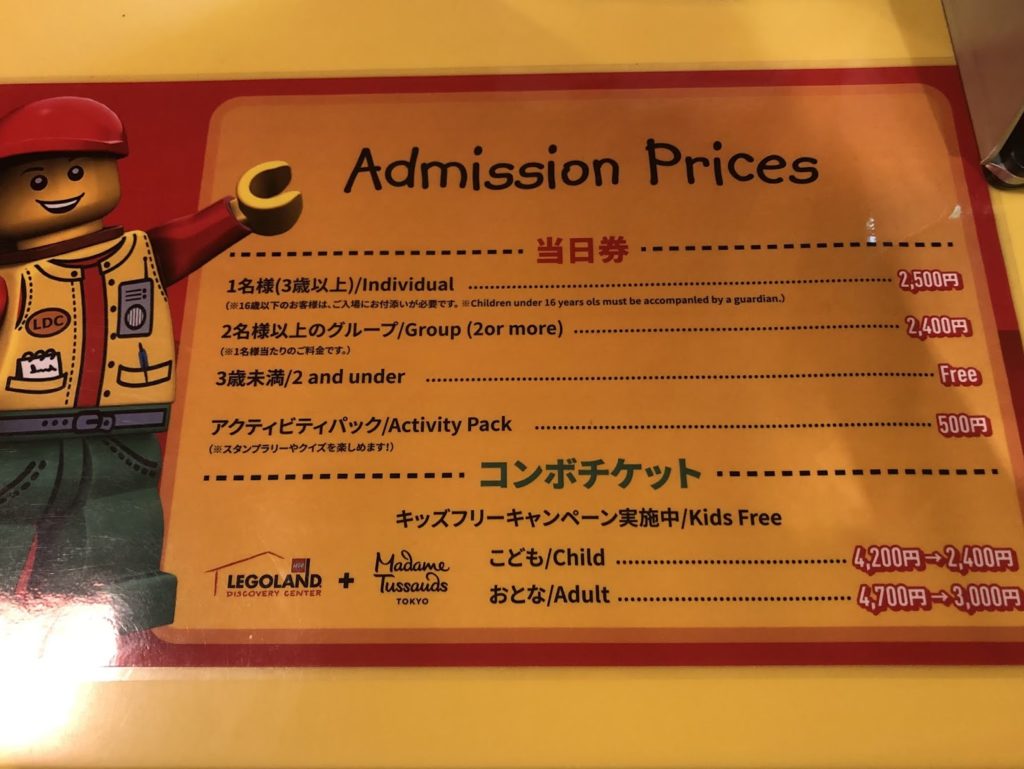 Admission Prices
当日券
1名様(3歳以上)/Individual 2,500円
(※16歳以下のお客様は、ご入場にお付添いが必要です。※Children under 16 years ols must be accompanied by a guardian.)
2名様以上のグループ/Group (2or more) 2,400円
(※1名様当たりのご料金です。)
3歳未満/2 and under Free
アクティビティパック/Activity Pack 500円
(※スタンプラリーやクイズを楽しめます!)
コンボチケット
キッズフリーキャンペーン実施中/Kids Free
LEGOLAND DISCOVERY CENTER + Madame Tussauds TOKYO
こども/Child 4,200円→2,400円
おとな/Adult 4,700円→3,000円
LDC